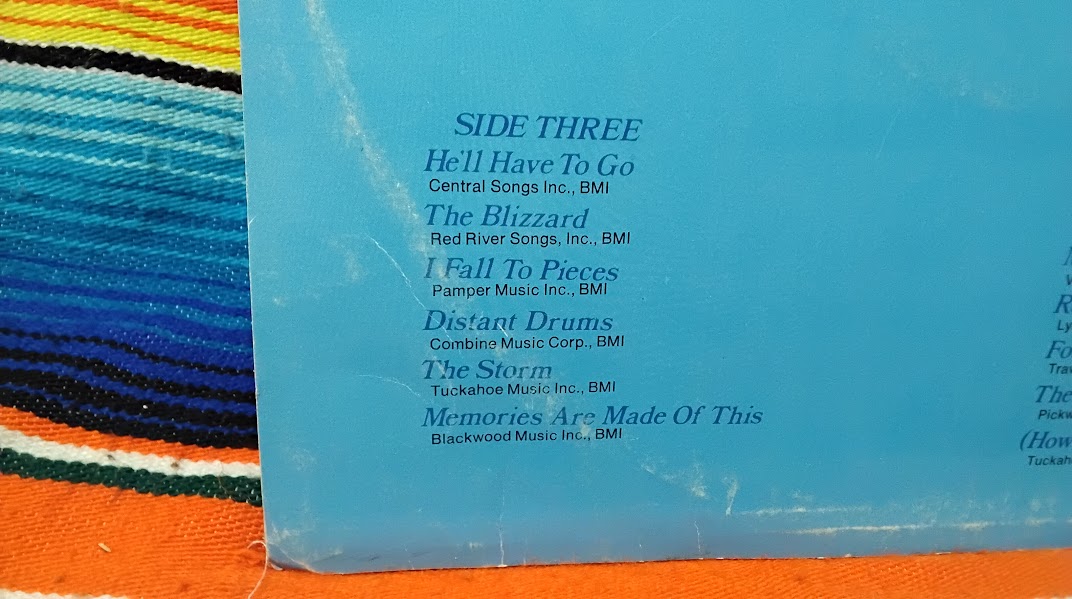 SIDE THREE
He'll Have To Go
Central Songs Inc., BMI
The Blizzard
Red River Songs, Inc., BMI
I Fall To Pieces
Pamper Music Inc., BMI
Distant Drums
Combine Music Corp., BMI
The Storm
Tuckahoe Music Inc., BMI
Memories Are Made Of This
Blackwood Music Inc., BMI
The
(How